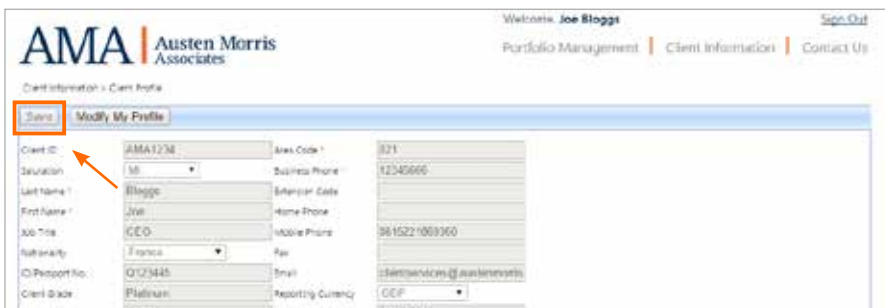 Welcome, Joe Bloggs Sign Out
AMA Austen Morris Associates
Portfolio Management Client Information Contact Us
Client Information > Client Profile
Save Modify My Profile
Client ID AMA1234 Area Code * 021
Salutation Mr. Business Phone 12345666
Last Name * Bloggs Extension Code
First Name * Joe Home Phone
Job Title CEO Mobile Phone
Nationality France Fax
ID/Passport No. Q123445 Email clientservices@austenmorris
Client Grade Platinum Reporting Currency GBP